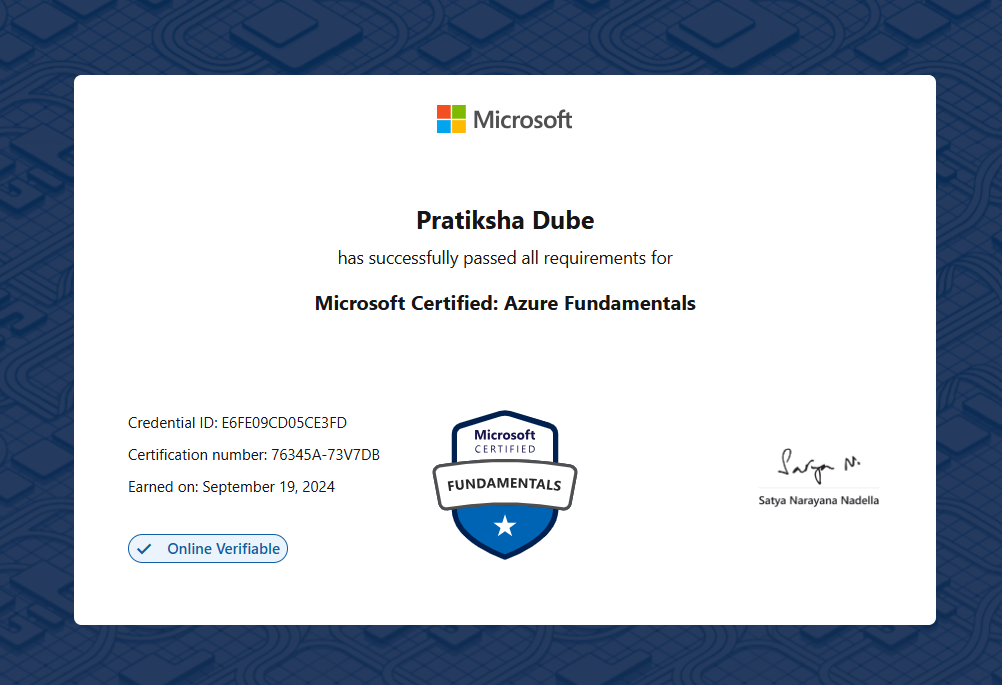 Microsoft
Pratiksha Dube
has successfully passed all requirements for
Microsoft Certified: Azure Fundamentals
Credential ID: E6FE09CD05CE3FD
Certification number: 76345A-73V7DB
Earned on: September 19, 2024
Online Verifiable
Microsoft
CERTIFIED
FUNDAMENTALS
Satya N.
Satya Narayana Nadella